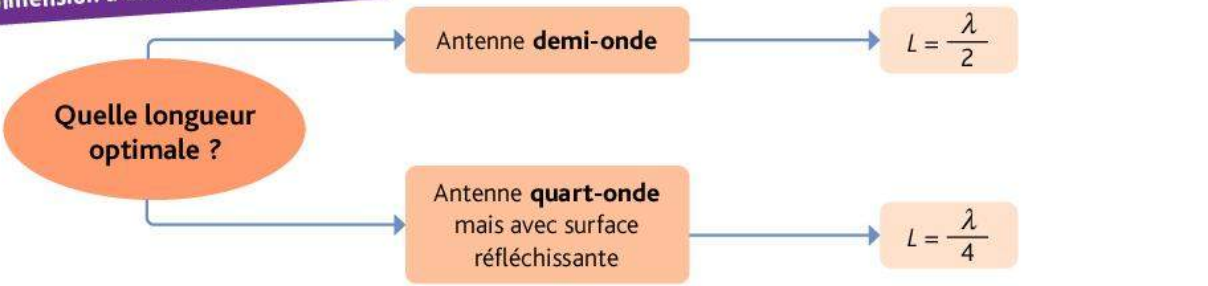 Antenne demi-onde
L = λ/2
Quelle longueur
optimale ?
Antenne quart-onde
mais avec surface
réfléchissante
L = λ/4